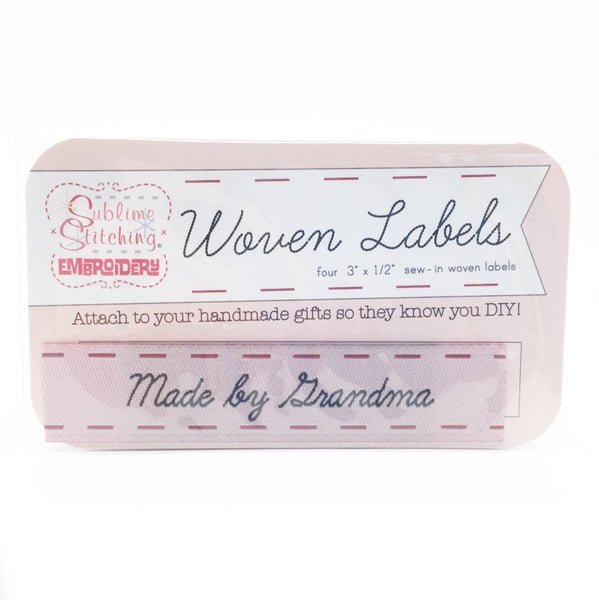 Sublime
Stitching.
EMBROIDERY
Woven Labels
four 3" x 1/2" sew-in woven labels
Attach to your handmade gifts so they know you DIY!
Made by Grandma